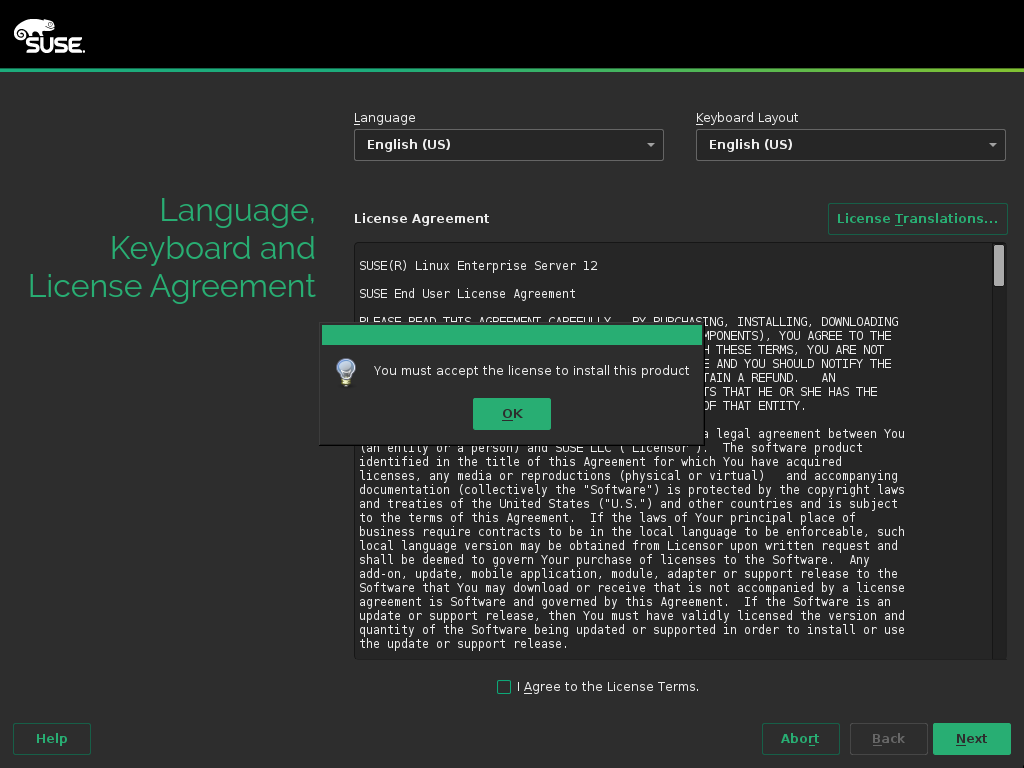 SUSE
Language
Keyboard Layout
English (US)
English (US)
Language,
Keyboard and
License Agreement
License Agreement
License Translations...
SUSE(R) Linux Enterprise Server 12
SUSE End User License Agreement
PLEASE READ THIS AGREEMENT CAREFULLY. BY PURCHASING, INSTALLING, DOWNLOADING
MPONENTS), YOU AGREE TO THE
H THESE TERMS, YOU ARE NOT
E AND YOU SHOULD NOTIFY THE
TAIN A REFUND. AN
TS THAT HE OR SHE HAS THE
OF THAT ENTITY.
a legal agreement between You
(an entity or a person) and SUSE LLC ("Licensor"). The software product
identified in the title of this Agreement for which You have acquired
licenses, any media or reproductions (physical or virtual) and accompanying
documentation (collectively the "Software") is protected by the copyright laws
and treaties of the United States ("U.S.") and other countries and is subject
to the terms of this Agreement. If the laws of Your principal place of
business require contracts to be in the local language to be enforceable, such
local language version may be obtained from Licensor upon written request and
shall be deemed to govern Your purchase of licenses to the Software. Any
add-on, update, mobile application, module, adapter or support release to the
Software that You may download or receive that is not accompanied by a license
agreement is Software and governed by this Agreement. If the Software is an
update or support release, then You must have validly licensed the version and
quantity of the Software being updated or supported in order to install or use
the update or support release.
You must accept the license to install this product
OK
I Agree to the License Terms.
Help
Abort
Back
Next